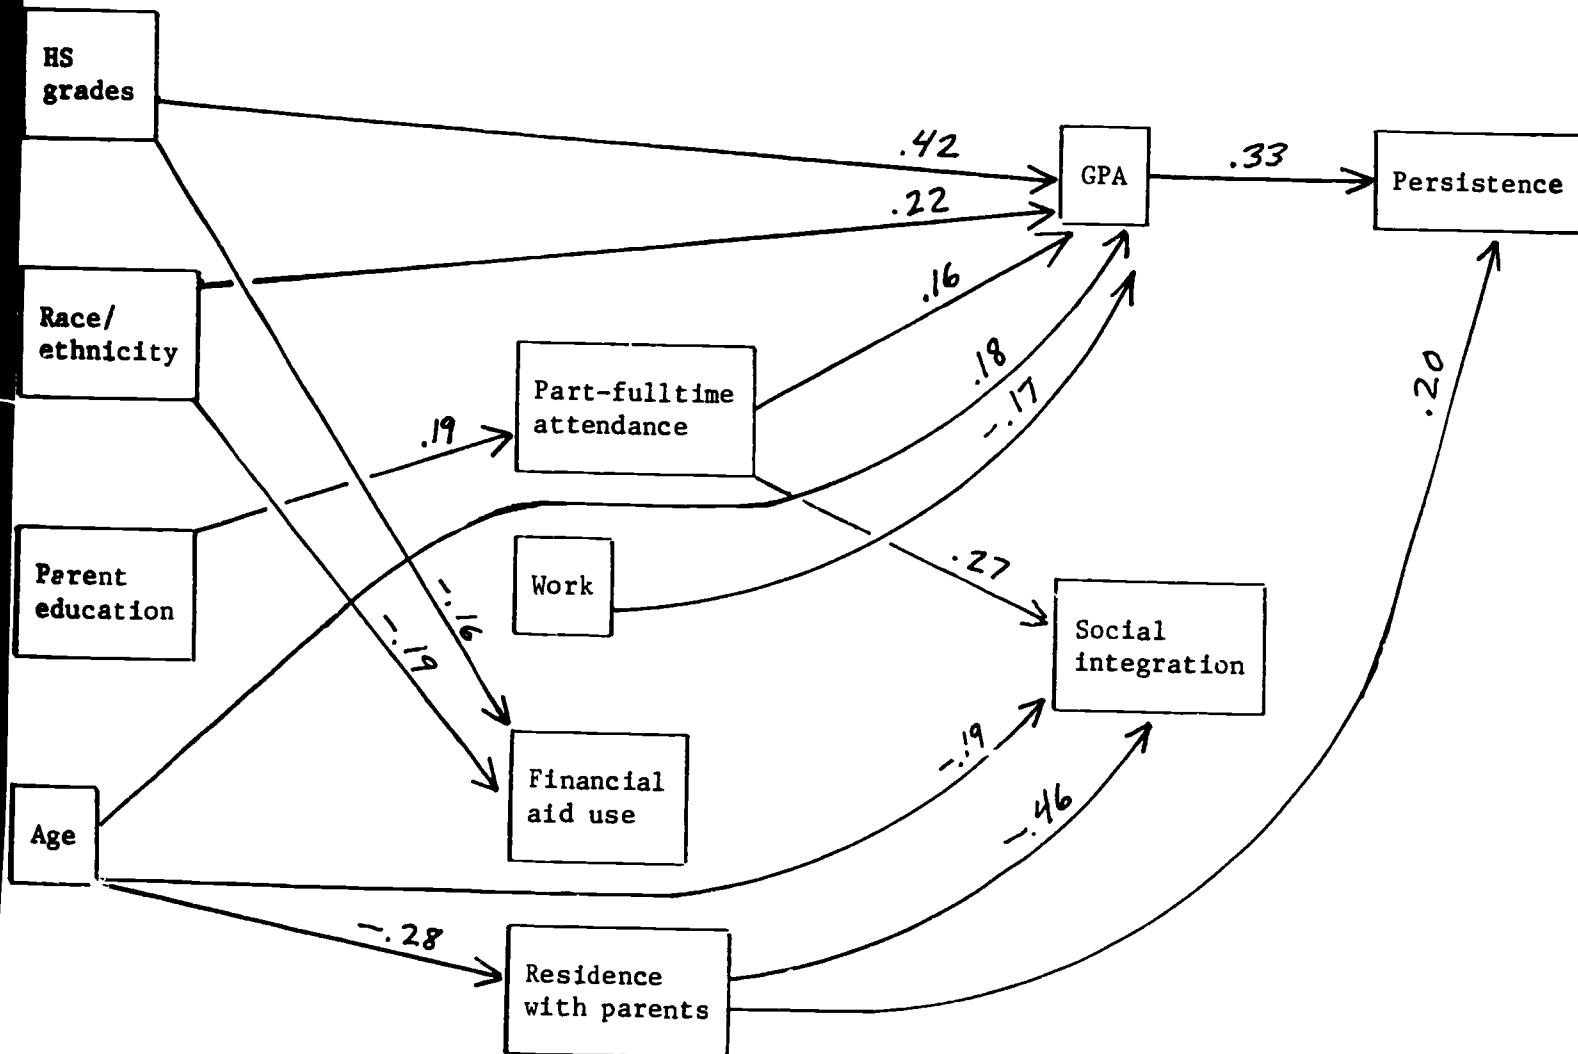 HS
grades
.42
GPA
.33
Persistence
.22
Race/
ethnicity
.16
Part-fulltime
attendance
.18
-.17
.20
.19
Parent
education
Work
.27
-.16
-.19
Social
integration
Financial
aid use
-.19
-.46
Age
-.28
Residence
with parents